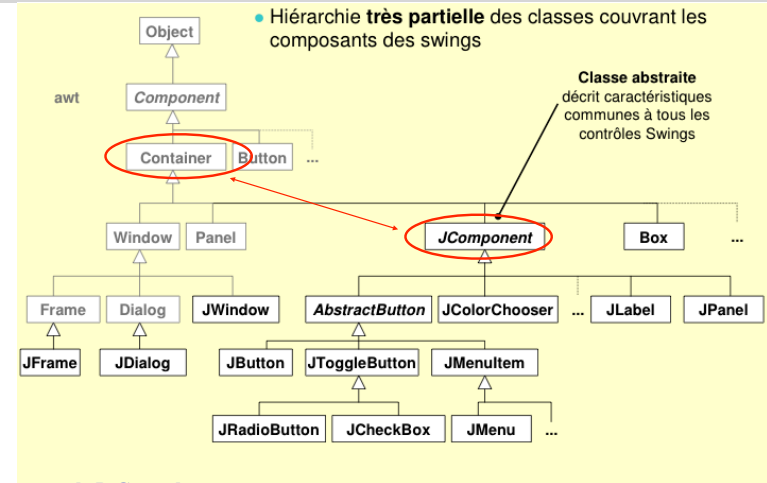 • Hiérarchie très partielle des classes couvrant les
composants des swings
Object
Classe abstraite
décrit caractéristiques
communes à tous les
contrôles Swings
awt
Component
Container
Button
...
Window
Panel
JComponent
Box
...
Frame
Dialog
JWindow
AbstractButton
JColorChooser
...
JLabel
JPanel
JFrame
JDialog
JButton
JToggleButton
JMenuItem
JRadioButton
JCheckBox
JMenu
...